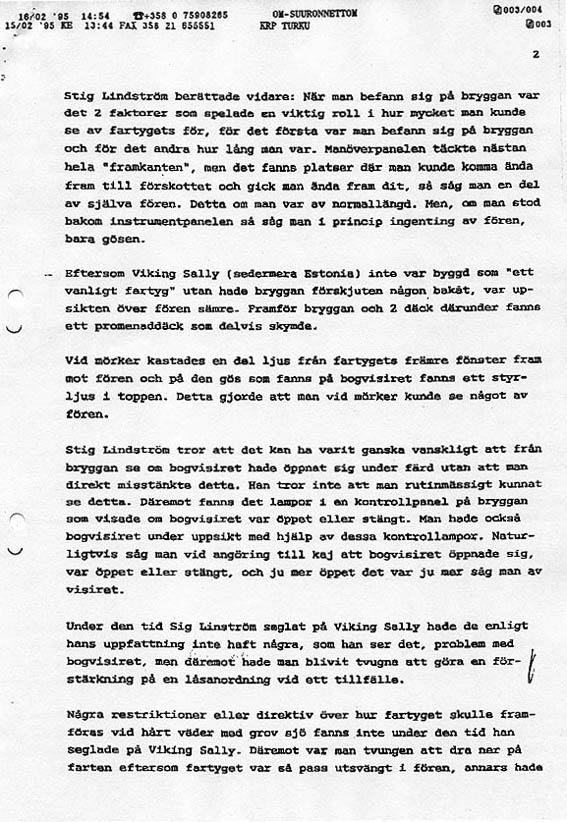 16/02 '95 14:54 ☎+358 0 75908265 OM-SUURONNETTOM 003/004
15/02 '95 KE 13:44 FAX 358 21 655551 KRP TURKU 003
2
Stig Lindström berättade vidare: När man befann sig på bryggan var
det 2 faktorer som spelade en viktig roll i hur mycket man kunde
se av fartygets för, för det första var man befann sig på bryggan
och för det andra hur lång man var. Manöverpanelen täckte nästan
hela "framkanten", men det fanns platser där man kunde komma ända
fram till förskottet och gick man ända fram dit, så såg man en del
av själva fören. Detta om man var av normallängd. Men, om man stod
bakom instrumentpanelen så såg man i princip ingenting av fören,
bara gösen.
Eftersom Viking Sally (sedermera Estonia) inte var byggd som "ett
vanligt fartyg" utan hade bryggan förskjuten någon bakåt, var up-
sikten över fören sämre. Framför bryggan och 2 däck därunder fanns
ett promenaddäck som delvis skymde.
Vid mörker kastades en del ljus från fartygets främre fönster fram
mot fören och på den gös som fanns på bogvisiret fanns ett styr-
ljus i toppen. Detta gjorde att man vid mörker kunde se något av
fören.
Stig Lindström tror att det kan ha varit ganska vanskligt att från
bryggan se om bogvisiret hade öppnat sig under färd utan att man
direkt misstänkte detta. Han tror inte att man rutinmässigt kunnat
se detta. Däremot fanns det lampor i en kontrollpanel på bryggan
som visade om bogvisiret var öppet eller stängt. Man hade också
bogvisiret under uppsikt med hjälp av dessa kontrollampor. Natur-
ligtvis såg man vid angöring till kaj att bogvisiret öppnade sig,
var öppet eller stängt, och ju mer öppet det var ju mer såg man av
visiret.
Under den tid Sig Linström seglat på Viking Sally hade de enligt
hans uppfattning inte haft några, som han ser det, problem med
bogvisiret, men däremot hade man blivit tvugna att göra en för-
stärkning på en låsanordning vid ett tillfälle.
Några restriktioner eller direktiv över hur fartyget skulle fram-
föras vid hårt väder med grov sjö fanns inte under den tid han
seglade på Viking Sally. Däremot var man tvungen att dra ner på
farten eftersom fartyget var så pass utsvängt i fören, annars hade